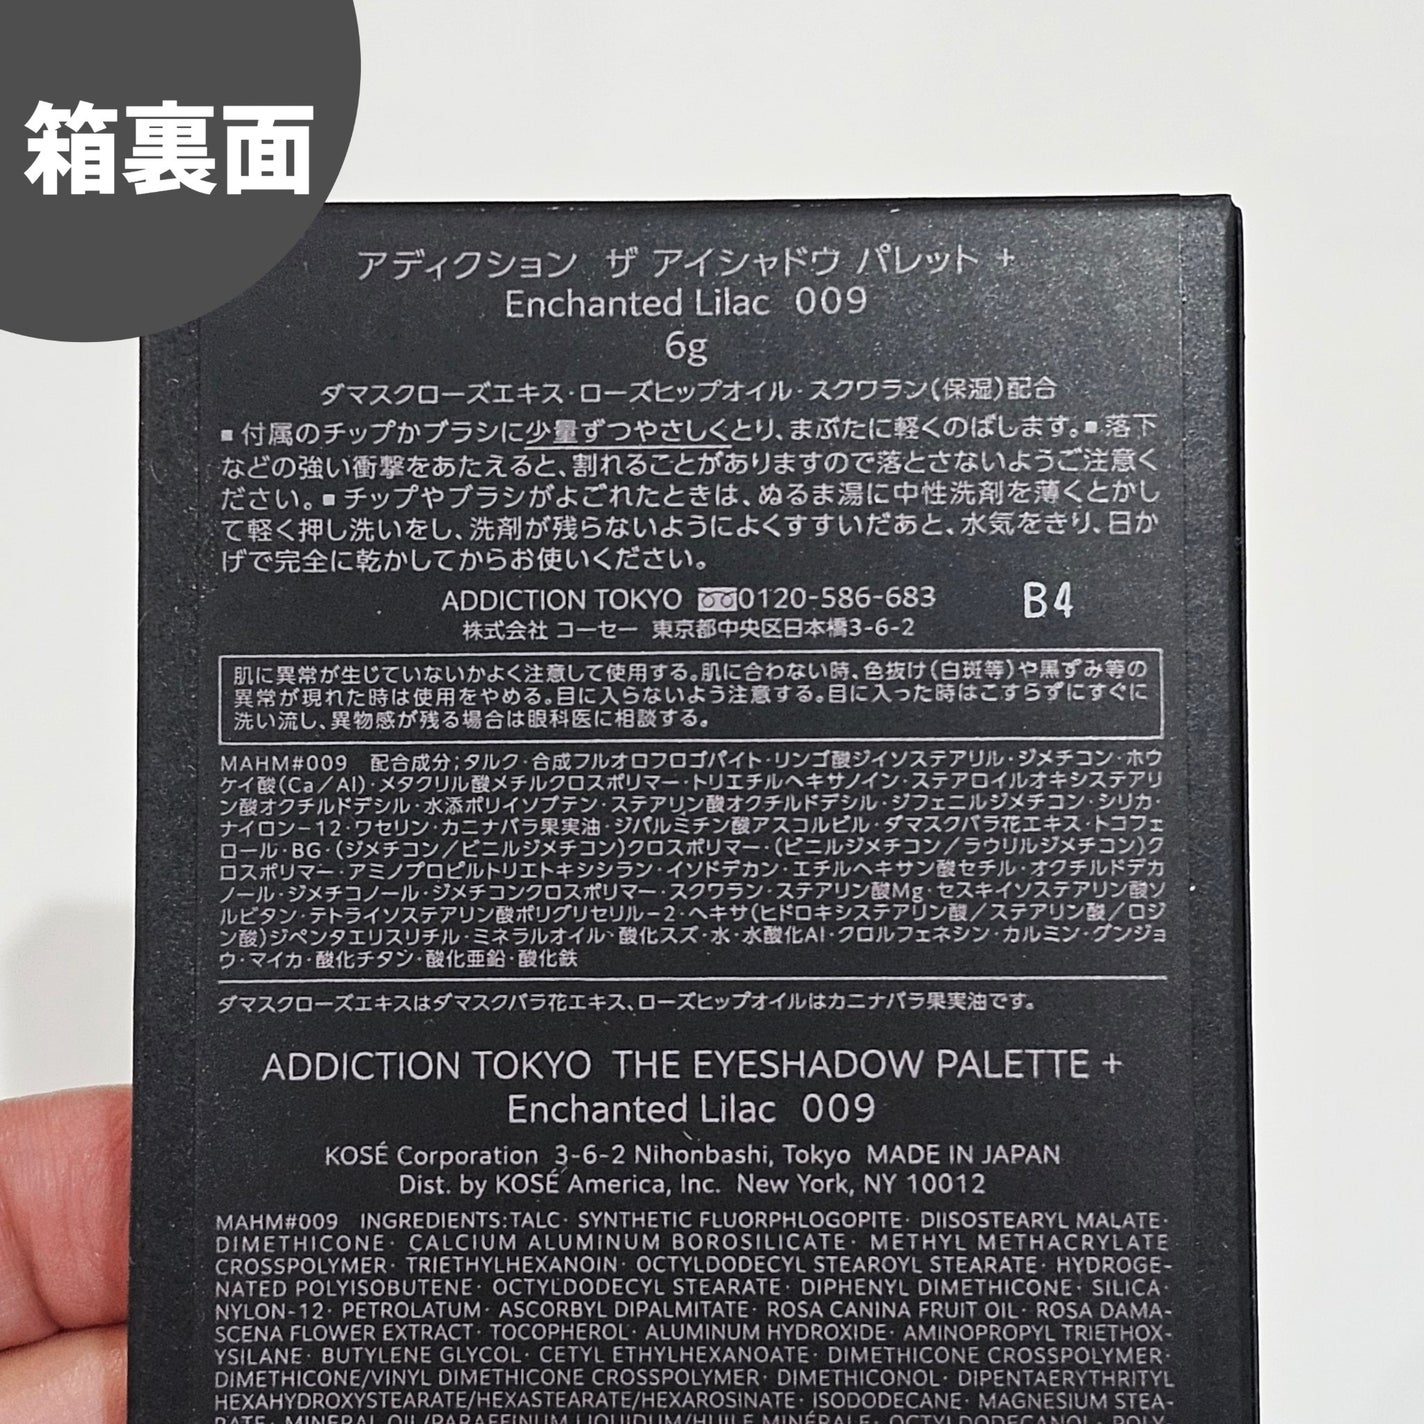 箱裏面
アディクション ザ アイシャドウ パレット +
Enchanted Lilac 009
6g
ダマスクローズエキス・ローズヒップオイル・スクワラン(保湿)配合
▪付属のチップかブラシに少量ずつやさしくとり、まぶたに軽くのばします。▪落下
などの強い衝撃をあたえると、割れることがありますので落とさないようご注意く
ださい。▪チップやブラシがよごれたときは、ぬるま湯に中性洗剤を薄くとかし
て軽く押し洗いをし、洗剤が残らないようによくすすいだあと、水気をきり、日か
げで完全に乾かしてからお使いください。
ADDICTION TOKYO 0120-586-683
B4
株式会社 コーセー 東京都中央区日本橋3-6-2
肌に異常が生じていないかよく注意して使用する。肌に合わない時、色抜け(白斑等)や黒ずみ等の
異常が現れた時は使用をやめる。目に入らないよう注意する。目に入った時はこすらずにすぐに
洗い流し、異物感が残る場合は眼科医に相談する。
MAHM#009 配合成分;タルク・合成フルオロフロゴパイト・リンゴ酸ジイソステアリル・ジメチコン・ホウ
ケイ酸(Ca/Al)・メタクリル酸メチルクロスポリマー・トリエチルヘキサノイン・ステアロイルオキシステアリ
ン酸オクチルドデシル・水添ポリイソブテン・ステアリン酸オクチルドデシル・ジフェニルジメチコン・シリカ・
ナイロン-12・ワセリン・カニナバラ果実油・ジパルミチン酸アスコルビル・ダマスクバラ花エキス・トコフェ
ロール・BG・(ジメチコン/ビニルジメチコン)クロスポリマー・(ビニルジメチコン/ラウリルジメチコン)ク
ロスポリマー・アミノプロピルトリエトキシシラン・イソドデカン・エチルヘキサン酸セチル・オクチルドデカ
ノール・ジメチコノール・ジメチコンクロスポリマー・スクワラン・ステアリン酸Mg・セスキイソステアリン酸ソ
ルビタン・テトライソステアリン酸ポリグリセリル-2・ヘキサ(ヒドロキシステアリン酸/ステアリン酸/ロジ
ン酸)ジペンタエリスリチル・ミネラルオイル・酸化スズ・水・水酸化Al・クロルフェネシン・カルミン・グンジョ
ウ・マイカ・酸化チタン・酸化亜鉛・酸化鉄
ダマスクローズエキスはダマスクバラ花エキス、ローズヒップオイルはカニナバラ果実油です。
ADDICTION TOKYO THE EYESHADOW PALETTE +
Enchanted Lilac 009
KOSÉ Corporation 3-6-2 Nihonbashi, Tokyo MADE IN JAPAN
Dist. by KOSÉ America, Inc. New York, NY 10012
MAHM#009 INGREDIENTS:TALC· SYNTHETIC FLUORPHLOGOPITE· DIISOSTEARYL MALATE·
DIMETHICONE· CALCIUM ALUMINUM BOROSILICATE· METHYL METHACRYLATE
CROSSPOLYMER· TRIETHYLHEXANOIN· OCTYLDODECYL STEAROYL STEARATE· HYDROGE-
NATED POLYISOBUTENE· OCTYLDODECYL STEARATE· DIPHENYL DIMETHICONE· SILICA·
NYLON-12· PETROLATUM· ASCORBYL DIPALMITATE· ROSA CANINA FRUIT OIL· ROSA DAMA-
SCENA FLOWER EXTRACT· TOCOPHEROL· ALUMINUM HYDROXIDE· AMINOPROPYL TRIETHOX-
YSILANE· BUTYLENE GLYCOL· CETYL ETHYLHEXANOATE· DIMETHICONE CROSSPOLYMER·
DIMETHICONE/VINYL DIMETHICONE CROSSPOLYMER· DIMETHICONOL· DIPENTAERYTHRITYL
HEXAHYDROXYSTEARATE/HEXASTEARATE/HEXAROSINATE· ISODODECANE· MAGNESIUM STEA-
RATE· MINERAL OIL/PARAFFINUM LIQUIDUM/HUILE MINÉRALE· OCTYLDODECANOL·